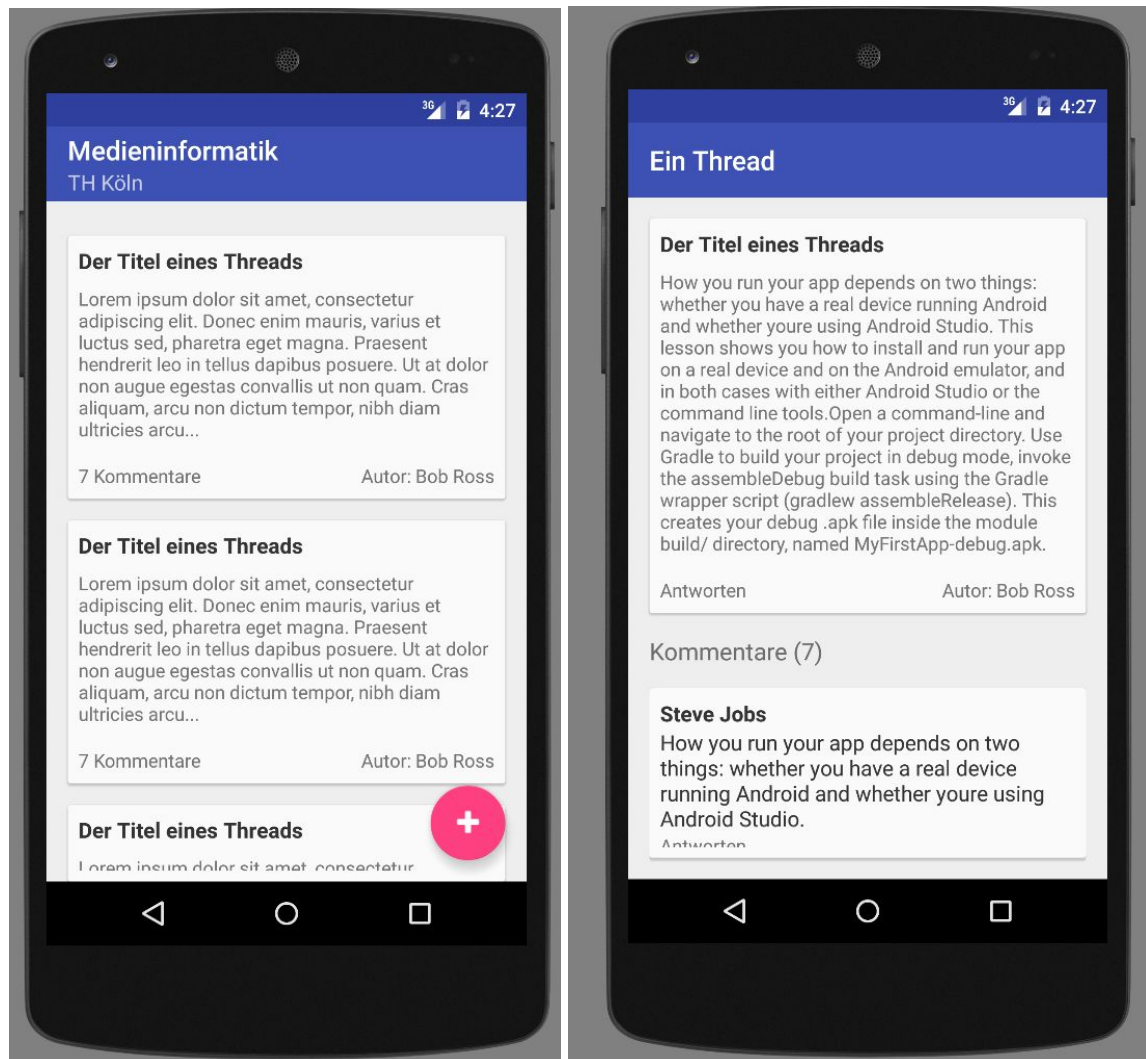 3G 4:27
Medieninformatik
TH Köln
Der Titel eines Threads
Lorem ipsum dolor sit amet, consectetur
adipiscing elit. Donec enim mauris, varius et
luctus sed, pharetra eget magna. Praesent
hendrerit leo in tellus dapibus posuere. Ut at dolor
non augue egestas convallis ut non quam. Cras
aliquam, arcu non dictum tempor, nibh diam
ultricies arcu...
7 Kommentare Autor: Bob Ross
Der Titel eines Threads
Lorem ipsum dolor sit amet, consectetur
adipiscing elit. Donec enim mauris, varius et
luctus sed, pharetra eget magna. Praesent
hendrerit leo in tellus dapibus posuere. Ut at dolor
non augue egestas convallis ut non quam. Cras
aliquam, arcu non dictum tempor, nibh diam
ultricies arcu...
7 Kommentare Autor: Bob Ross
Der Titel eines Threads
Lorem ipsum dolor sit amet, consectetur
3G 4:27
Ein Thread
Der Titel eines Threads
How you run your app depends on two things:
whether you have a real device running Android
and whether youre using Android Studio. This
lesson shows you how to install and run your app
on a real device and on the Android emulator, and
in both cases with either Android Studio or the
command line tools.Open a command-line and
navigate to the root of your project directory. Use
Gradle to build your project in debug mode, invoke
the assembleDebug build task using the Gradle
wrapper script (gradlew assembleRelease). This
creates your debug .apk file inside the module
build/ directory, named MyFirstApp-debug.apk.
Antworten Autor: Bob Ross
Kommentare (7)
Steve Jobs
How you run your app depends on two
things: whether you have a real device
running Android and whether youre using
Android Studio.
Antworten